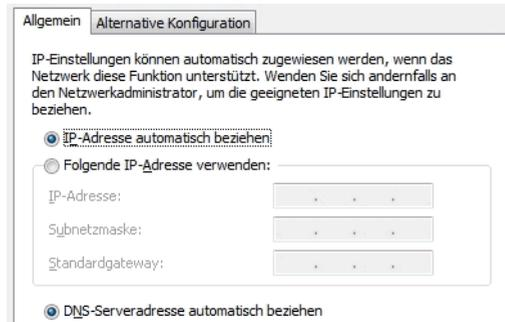 Allgemein
Alternative Konfiguration
IP-Einstellungen können automatisch zugewiesen werden, wenn das
Netzwerk diese Funktion unterstützt. Wenden Sie sich andernfalls an
den Netzwerkadministrator, um die geeigneten IP-Einstellungen zu
beziehen.
IP-Adresse automatisch beziehen
Folgende IP-Adresse verwenden:
IP-Adresse:
Subnetzmaske:
Standardgateway:
DNS-Serveradresse automatisch beziehen